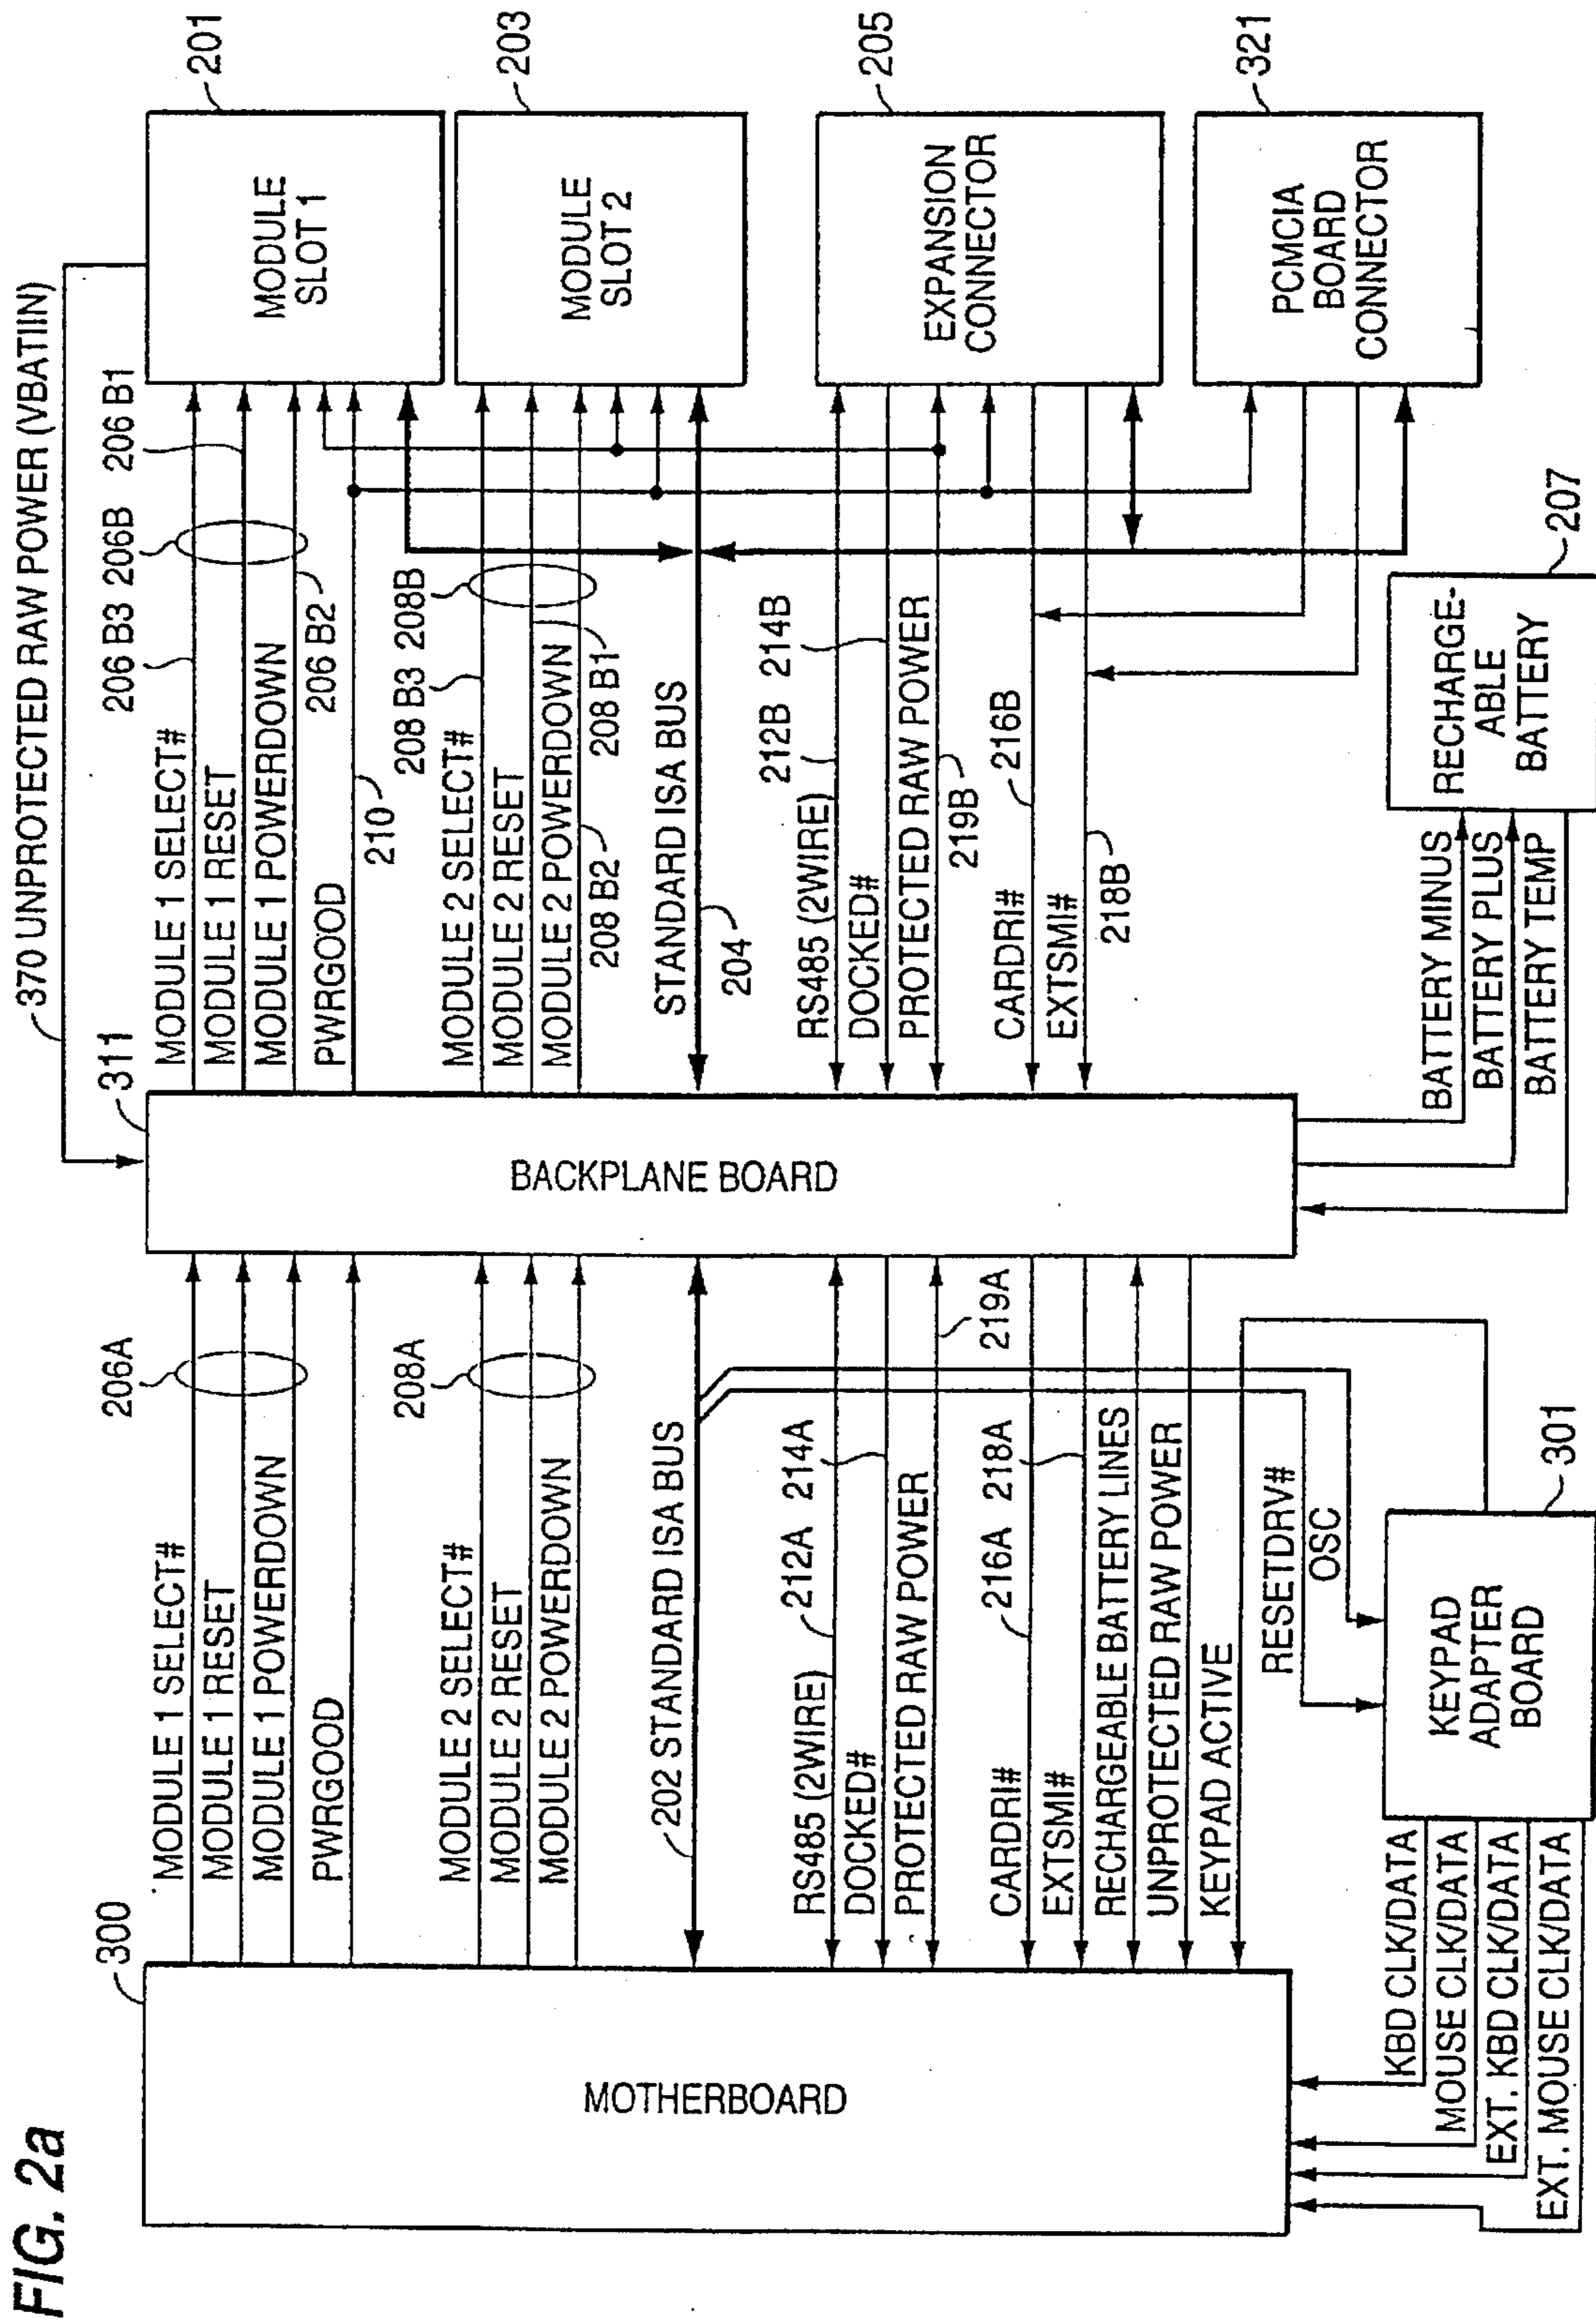 FIG. 2a
300
MOTHERBOARD
MODULE 1 SELECT#
MODULE 1 RESET
MODULE 1 POWERDOWN
PWRGOOD
206A
MODULE 2 SELECT#
MODULE 2 RESET
MODULE 2 POWERDOWN
208A
202 STANDARD ISA BUS
RS485 (2WIRE)
212A
214A
DOCKED#
PROTECTED RAW POWER
219A
CARDRI#
216A
218A
EXTSMI#
RECHARGEABLE BATTERY LINES
UNPROTECTED RAW POWER
KEYPAD ACTIVE
RESETDRV#
OSC
301
KEYPAD
ADAPTER
BOARD
KBD CLK/DATA
MOUSE CLK/DATA
EXT. KBD CLK/DATA
EXT. MOUSE CLK/DATA
311
BACKPLANE BOARD
370 UNPROTECTED RAW POWER (VBATIIN)
MODULE 1 SELECT#
206 B3
206B
206 B1
MODULE 1 RESET
MODULE 1 POWERDOWN
206 B2
PWRGOOD
210
MODULE 2 SELECT#
208 B3
208B
MODULE 2 RESET
208 B1
MODULE 2 POWERDOWN
208 B2
STANDARD ISA BUS
204
RS485 (2WIRE)
212B
214B
DOCKED#
PROTECTED RAW POWER
219B
CARDRI#
216B
EXTSMI#
218B
BATTERY MINUS
BATTERY PLUS
BATTERY TEMP
207
RECHARGE-
ABLE
BATTERY
201
MODULE
SLOT 1
203
MODULE
SLOT 2
205
EXPANSION
CONNECTOR
321
PCMCIA
BOARD
CONNECTOR